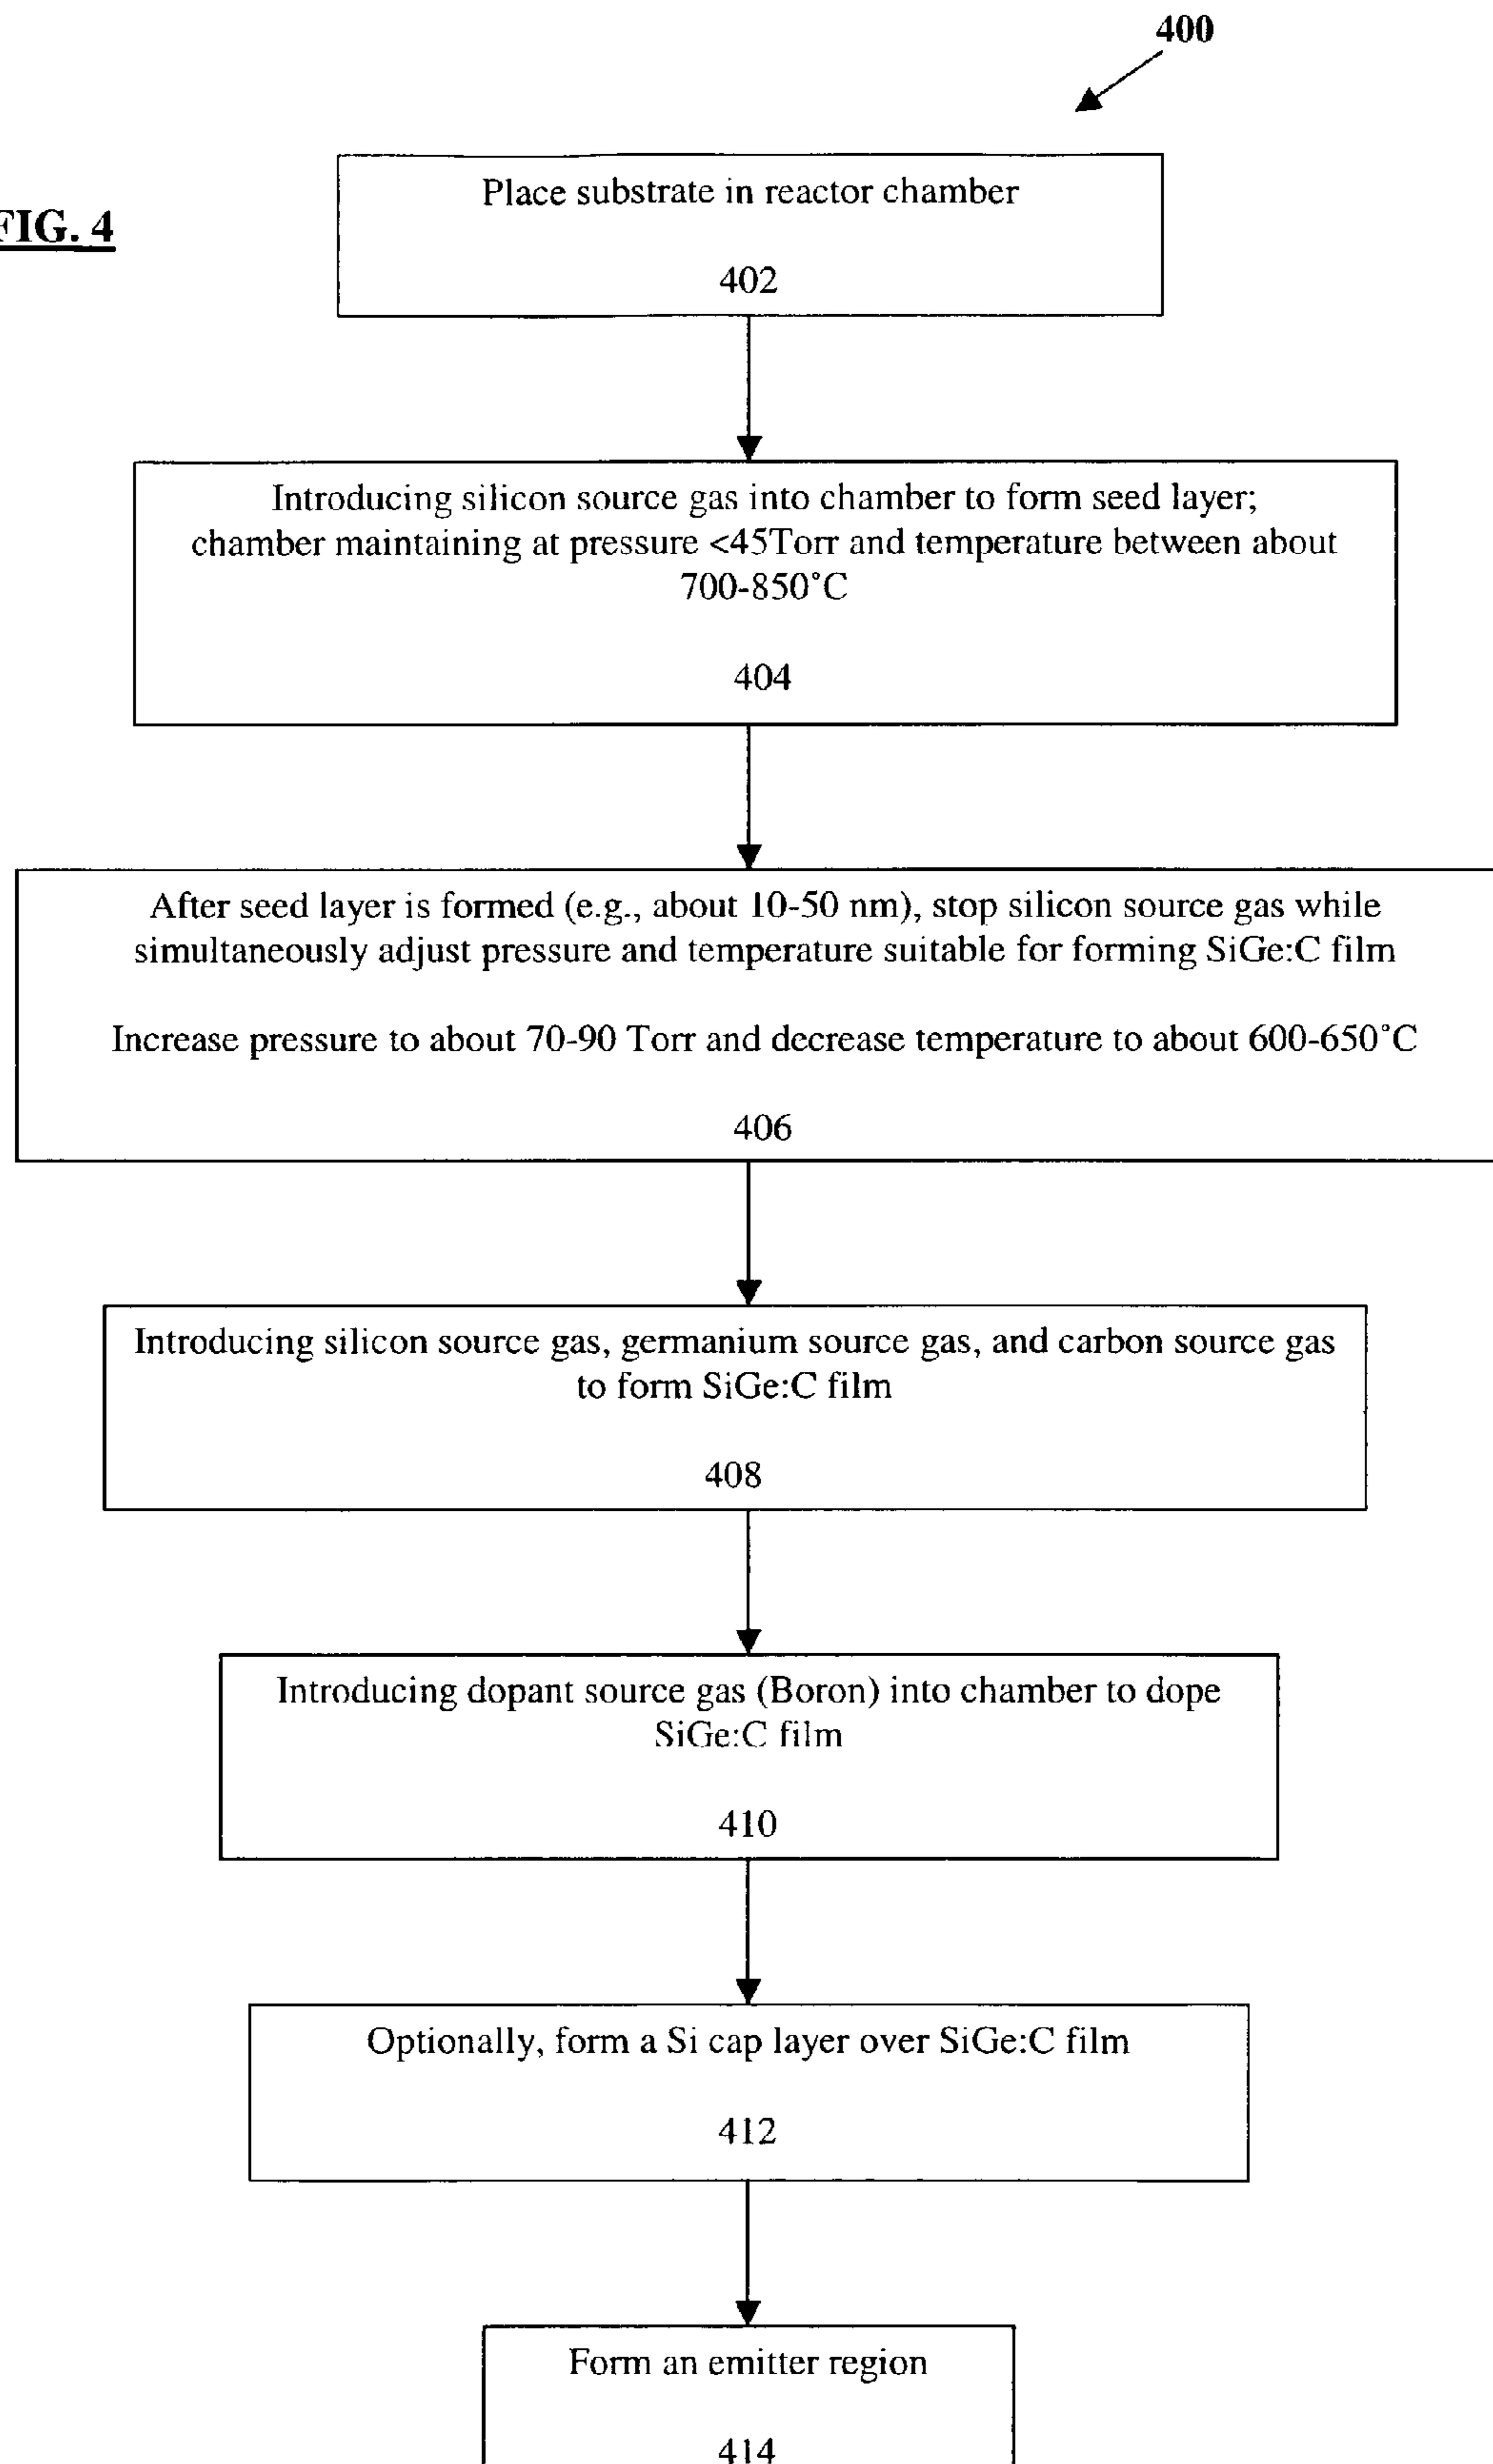 400
FIG. 4
Place substrate in reactor chamber
402
Introducing silicon source gas into chamber to form seed layer;
chamber maintaining at pressure <45Torr and temperature between about
700-850°C
404
After seed layer is formed (e.g., about 10-50 nm), stop silicon source gas while
simultaneously adjust pressure and temperature suitable for forming SiGe:C film
Increase pressure to about 70-90 Torr and decrease temperature to about 600-650°C
406
Introducing silicon source gas, germanium source gas, and carbon source gas
to form SiGe:C film
408
Introducing dopant source gas (Boron) into chamber to dope
SiGe:C film
410
Optionally, form a Si cap layer over SiGe:C film
412
Form an emitter region
414